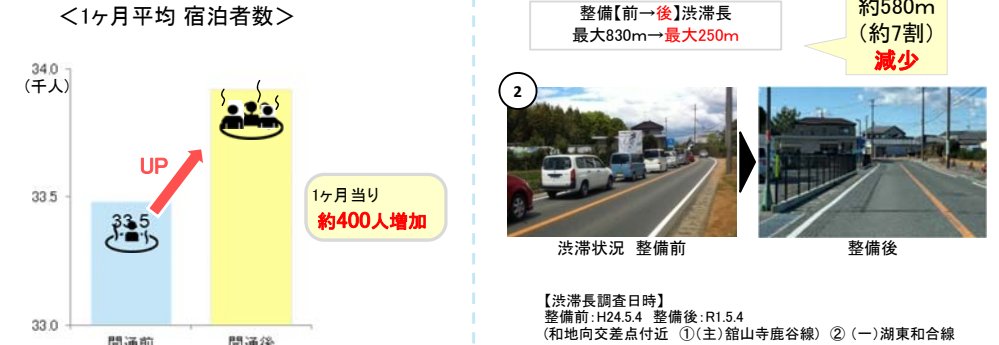 ＜1ヶ月平均 宿泊者数＞
34.0
(千人)
33.5
33.0
UP
33.5
1ヶ月当り
約400人増加
開通前
開通後
整備【前→後】渋滞長
最大830m→最大250m
約580m
(約7割)
減少
2
渋滞状況 整備前
整備後
【渋滞長調査日時】
整備前：H24.5.4 整備後：R1.5.4
(和地向交差点付近 ①(主)舘山寺鹿谷線) ② (一)湖東和合線